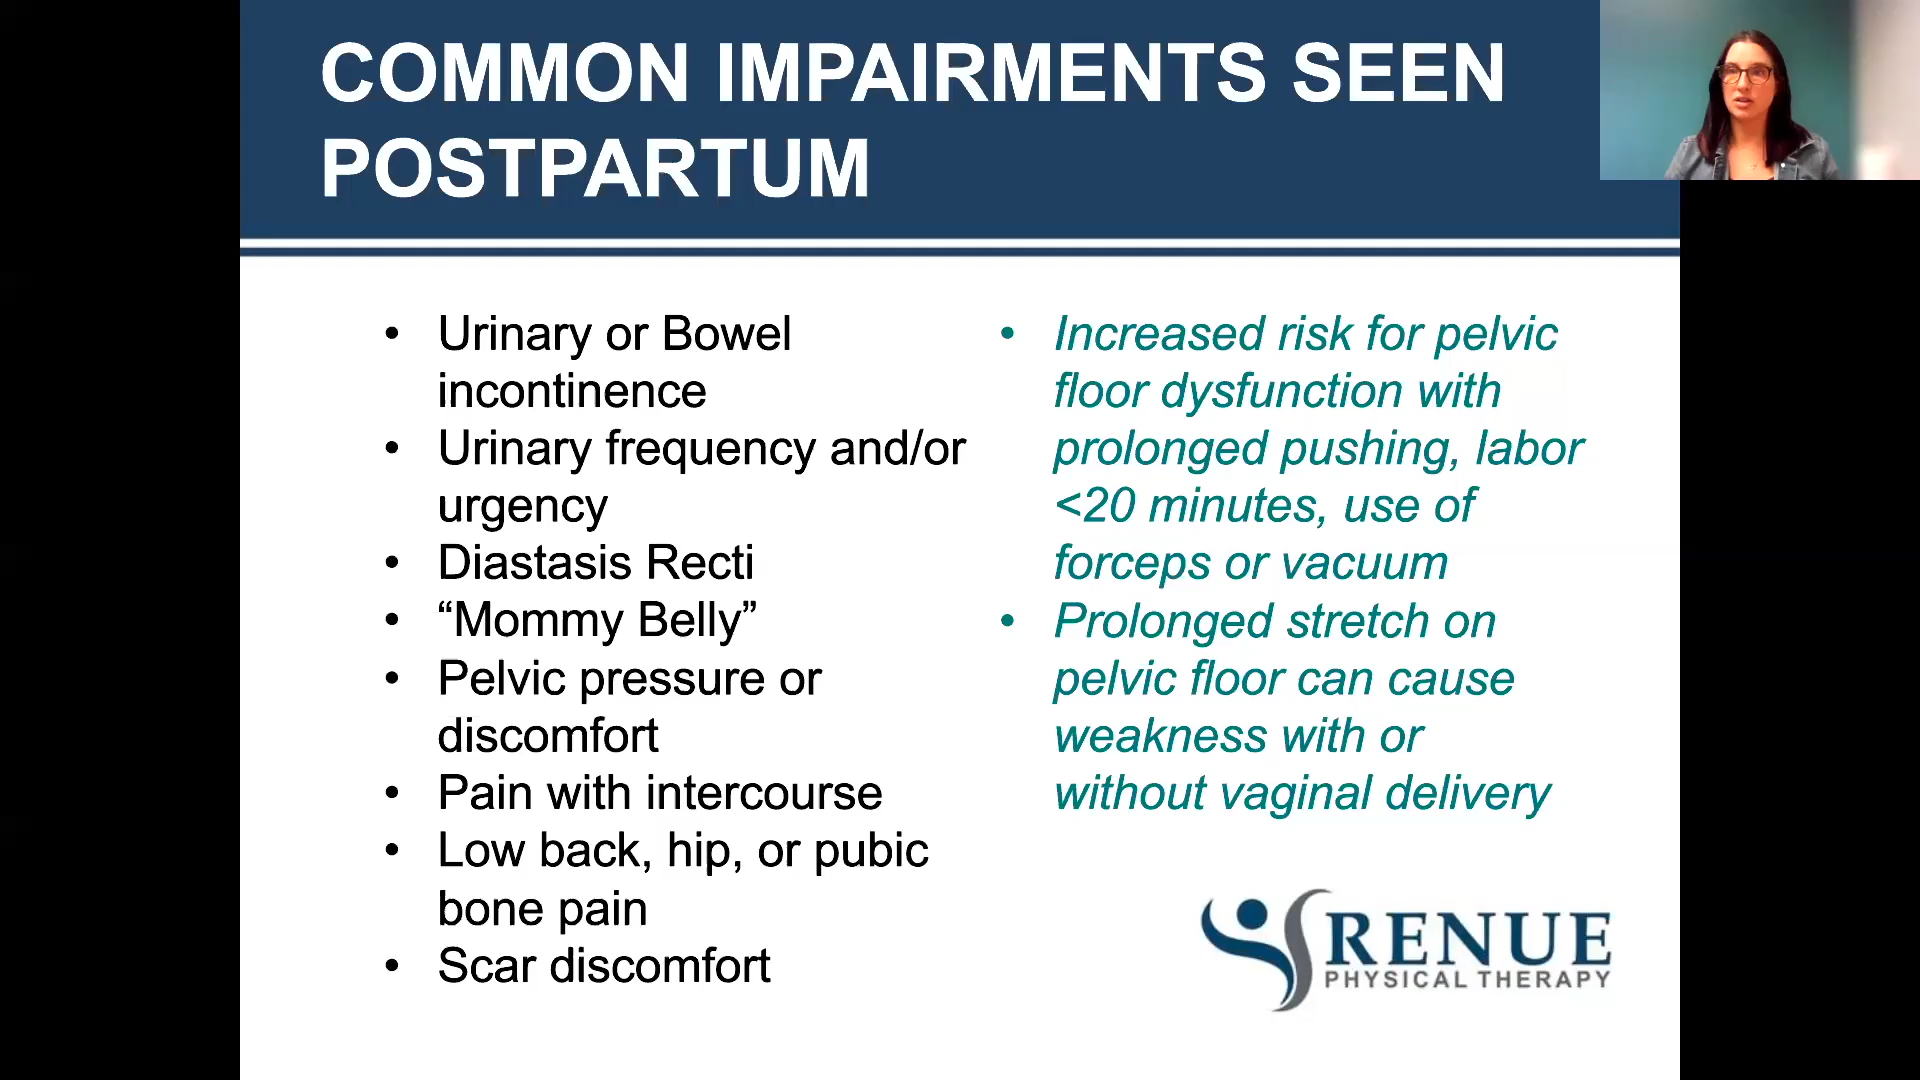 COMMON IMPAIRMENTS SEEN
POSTPARTUM
• Urinary or Bowel
incontinence
• Urinary frequency and/or
urgency
• Diastasis Recti
• “Mommy Belly”
• Pelvic pressure or
discomfort
• Pain with intercourse
• Low back, hip, or pubic
bone pain
• Scar discomfort
• Increased risk for pelvic
floor dysfunction with
prolonged pushing, labor
<20 minutes, use of
forceps or vacuum
• Prolonged stretch on
pelvic floor can cause
weakness with or
without vaginal delivery
RENUE
PHYSICAL THERAPY